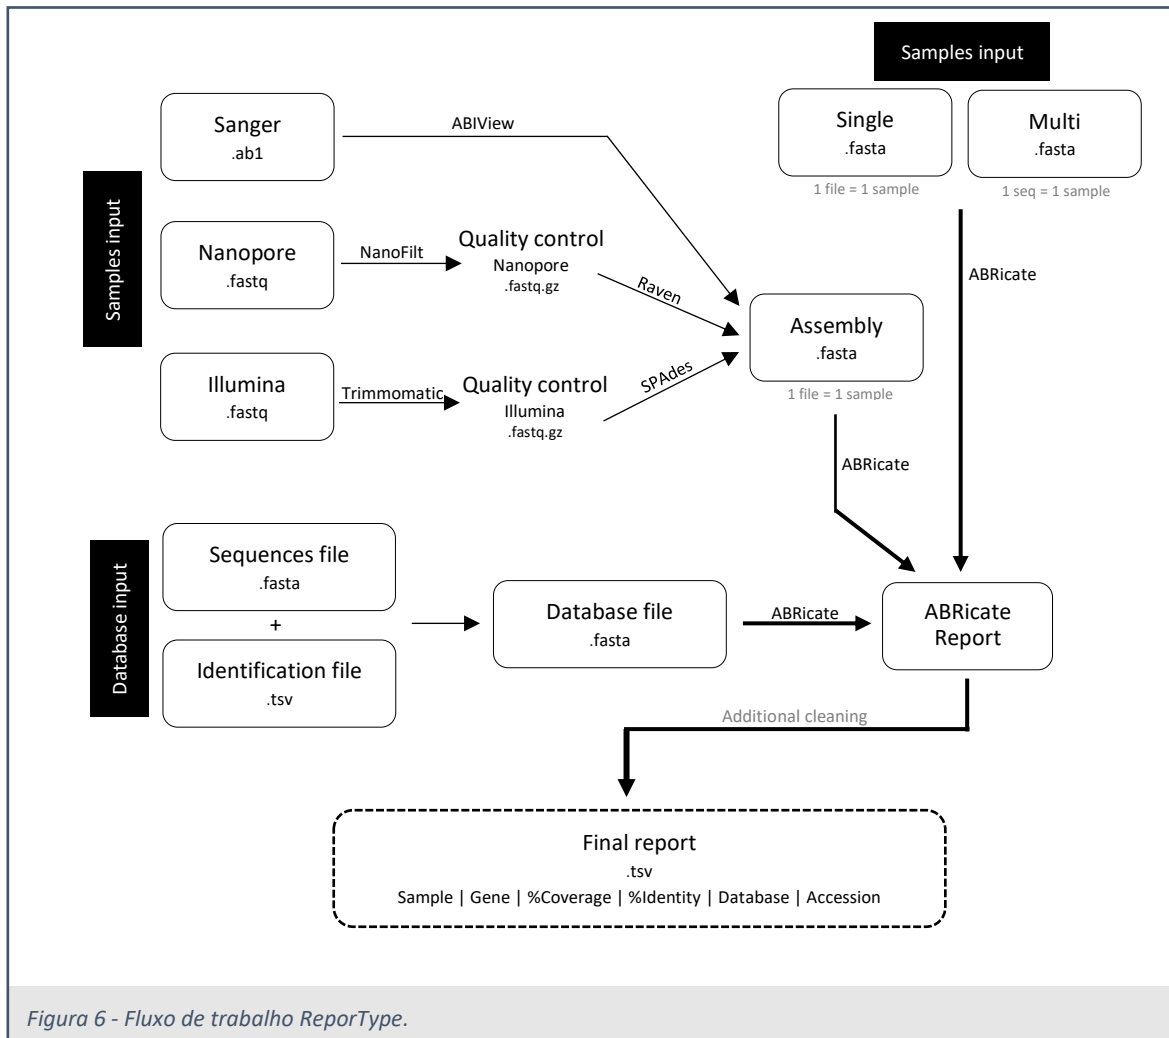 Samples input
Single
.fasta
1 file = 1 sample
Multi
.fasta
1 seq = 1 sample
ABRicate
Samples input
Sanger
.ab1
ABIView
Nanopore
.fastq
NanoFilt
Quality control
Nanopore
.fastq.gz
Raven
Illumina
.fastq
Trimmomatic
Quality control
Illumina
.fastq.gz
SPAdes
Assembly
.fasta
1 file = 1 sample
ABRicate
Database input
Sequences file
.fasta
+
Identification file
.tsv
Database file
.fasta
ABRicate
ABRicate
Report
Additional cleaning
Final report
.tsv
Sample | Gene | %Coverage | %Identity | Database | Accession
Figura 6 - Fluxo de trabalho ReporType.